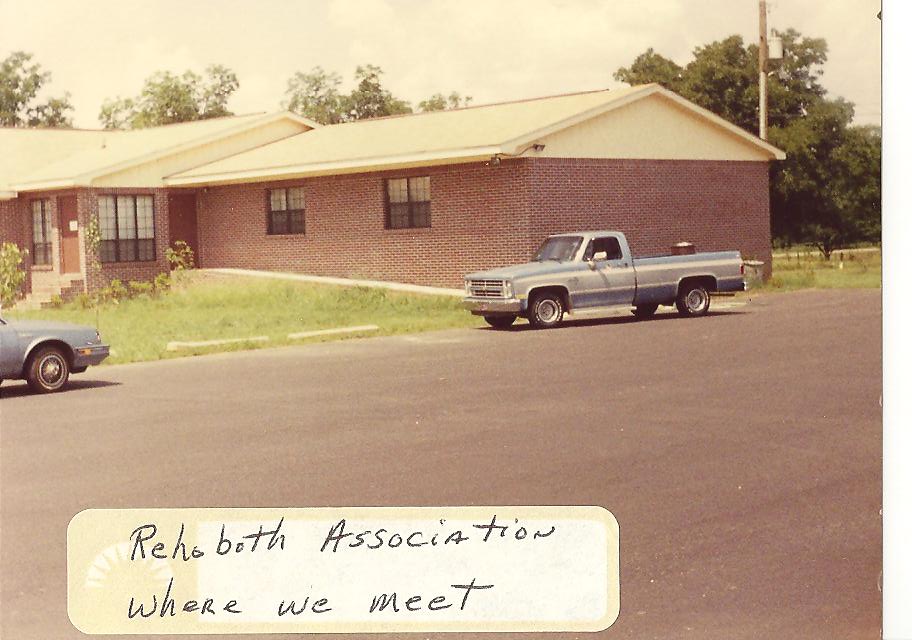 Rehoboth Association
where we meet